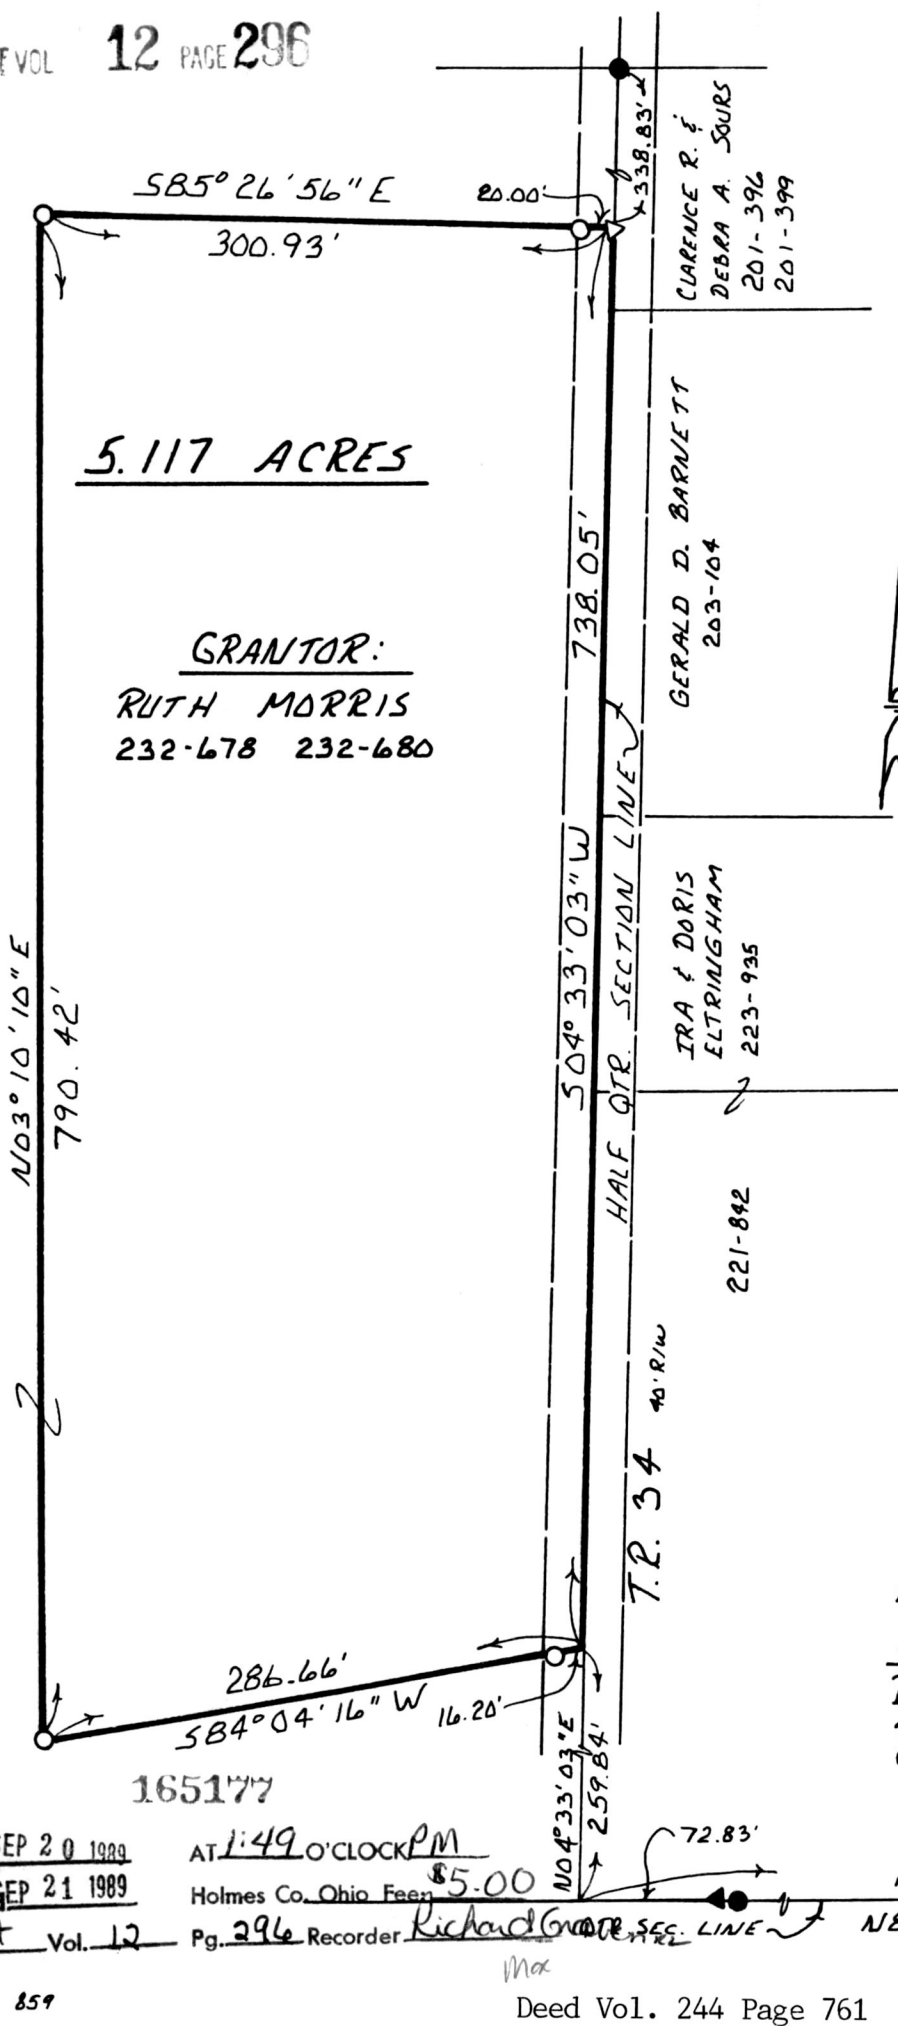 VOL 12 PAGE 296
S85° 26' 56" E
300.93'
20.00'
338.83'
CLARENCE R. &
DEBRA A. SOURS
201-396
201-399
5.117 ACRES
GRANTOR:
RUTH MORRIS
232-678 232-680
738.05'
S 04° 33' 03" W
HALF QTR. SECTION LINE
GERALD D. BARNETT
203-104
IRA & DORIS
ELTRINGHAM
223-935
221-842
N03° 10' 10" E
790.42'
T.R. 34 40' R/W
286.66'
S84° 04' 16" W
16.20'
N04° 33' 03" E
259.84'
72.83'
165177
SEP 20 1989 AT 1:49 O'CLOCK PM
SEP 21 1989 Holmes Co. Ohio Fee $5.00
Vol. 12 Pg. 296 Recorder Richard
QTR. SEC. LINE
859
Deed Vol. 244 Page 761